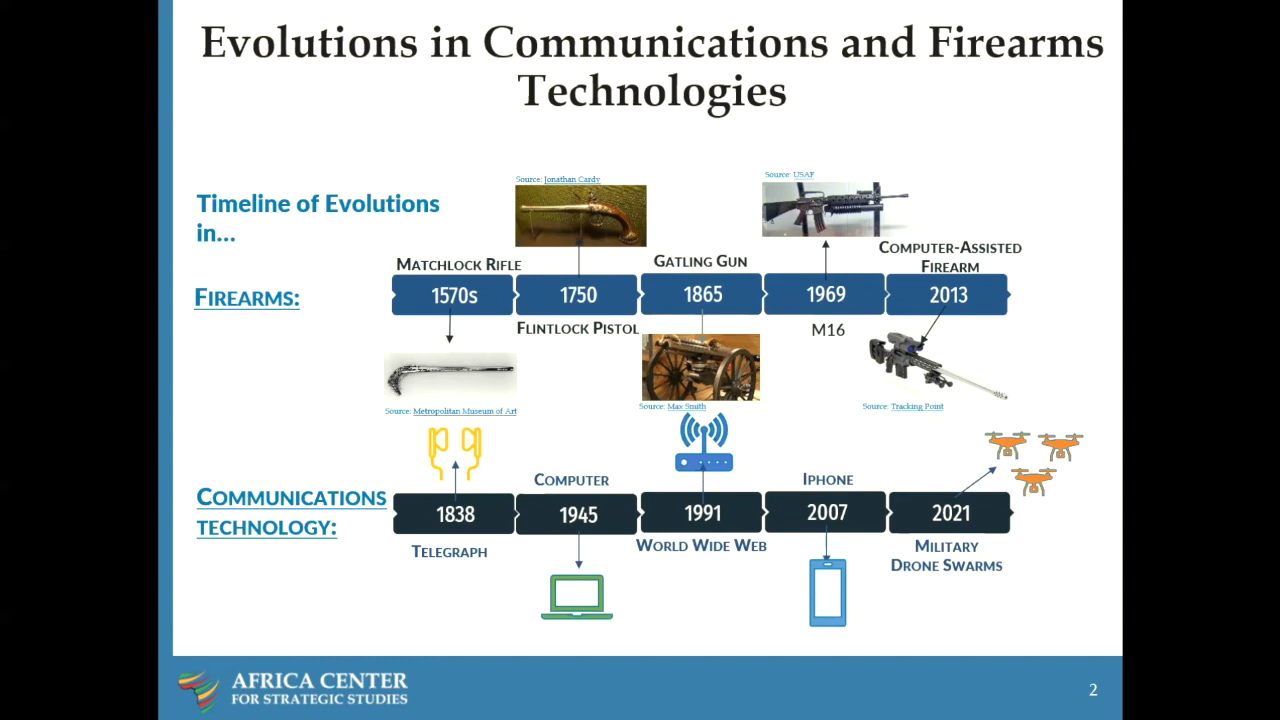 Evolutions in Communications and Firearms
Technologies
Timeline of Evolutions
in...
Source: Jonathan Cardy
Source: USAF
MATCHLOCK RIFLE
GATLING GUN
COMPUTER-ASSISTED
FIREARM
FIREARMS:
1570s
1750
1865
1969
2013
FLINTLOCK PISTOL
M16
Source: Metropolitan Museum of Art
Source: Max Smith
Source: Tracking Point
COMMUNICATIONS
TECHNOLOGY:
COMPUTER
IPHONE
1838
1945
1991
2007
2021
TELEGRAPH
WORLD WIDE WEB
MILITARY
DRONE SWARMS
AFRICA CENTER
FOR STRATEGIC STUDIES
2